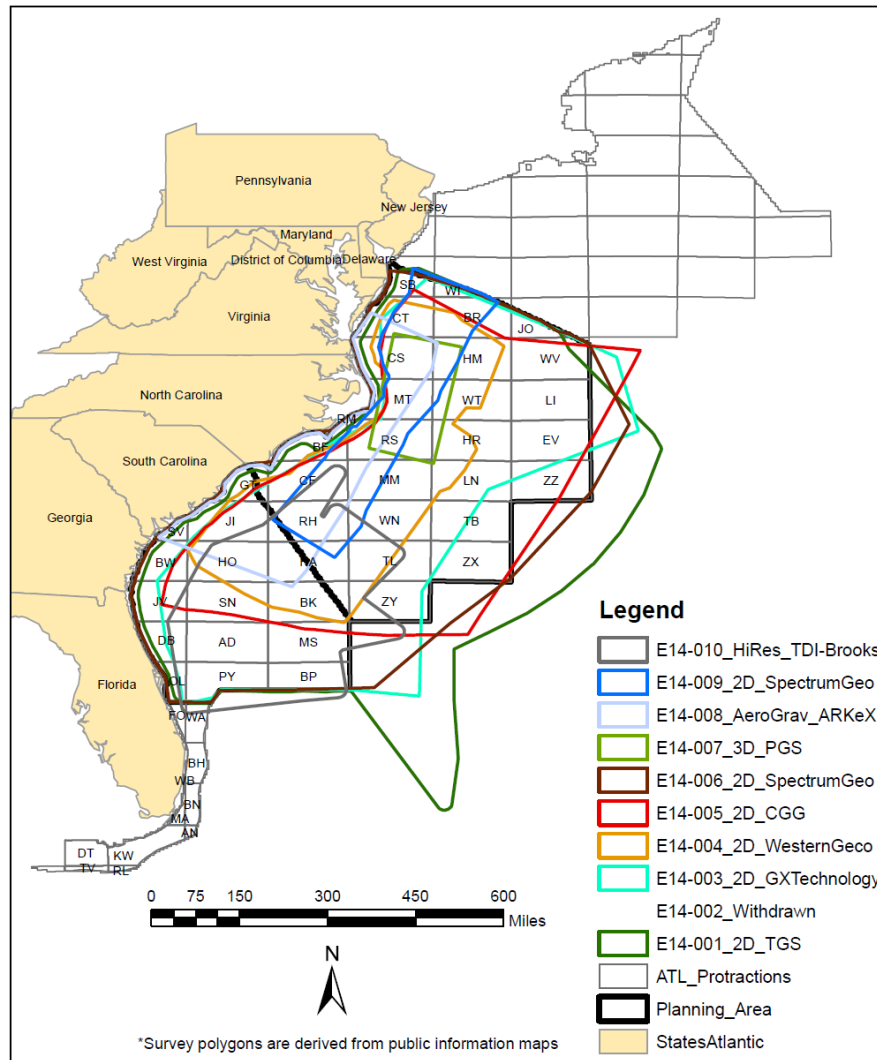 Pennsylvania
New Jersey
Maryland
West Virginia
District of Columbia
Delaware
Virginia
SB
WI
CT
BR
JO
CS
HM
WV
North Carolina
MT
WT
LI
RM
BF
RS
HR
EV
South Carolina
GT
CF
MM
LN
ZZ
Georgia
SV
JI
RH
WN
TB
BW
HO
HA
TL
ZX
JV
SN
BK
ZY
DB
AD
MS
Florida
DL
PY
BP
FO
WA
BH
WB
BN
MA
AN
DT
KW
TV
RL
Legend
E14-010_HiRes_TDI-Brooks
E14-009_2D_SpectrumGeo
E14-008_AeroGrav_ARKeX
E14-007_3D_PGS
E14-006_2D_SpectrumGeo
E14-005_2D_CGG
E14-004_2D_WesternGeco
E14-003_2D_GXTechnology
E14-002_Withdrawn
E14-001_2D_TGS
ATL_Protractions
Planning_Area
StatesAtlantic
0 75 150 300 450 600
Miles
N
*Survey polygons are derived from public information maps